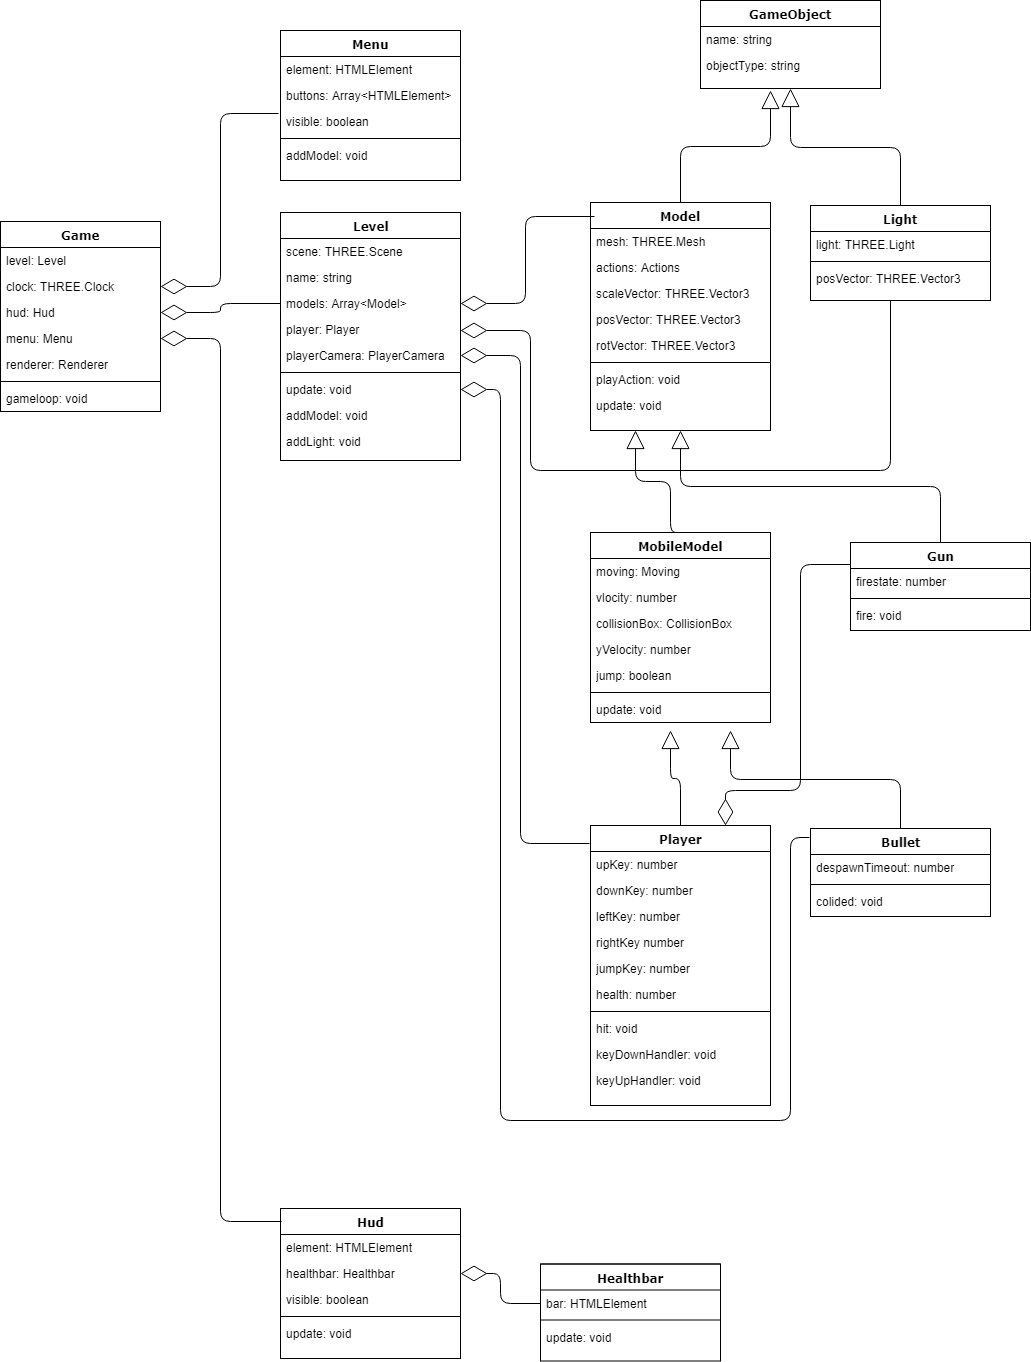 GameObject
name: string
objectType: string
Menu
element: HTMLElement
buttons: Array<HTMLElement>
visible: boolean
addModel: void
Game
level: Level
clock: THREE.Clock
hud: Hud
menu: Menu
renderer: Renderer
gameloop: void
Level
scene: THREE.Scene
name: string
models: Array<Model>
player: Player
playerCamera: PlayerCamera
update: void
addModel: void
addLight: void
Model
mesh: THREE.Mesh
actions: Actions
scaleVector: THREE.Vector3
posVector: THREE.Vector3
rotVector: THREE.Vector3
playAction: void
update: void
Light
light: THREE.Light
posVector: THREE.Vector3
MobileModel
moving: Moving
vlocity: number
collisionBox: CollisionBox
yVelocity: number
jump: boolean
update: void
Gun
firestate: number
fire: void
Player
upKey: number
downKey: number
leftKey: number
rightKey number
jumpKey: number
health: number
hit: void
keyDownHandler: void
keyUpHandler: void
Bullet
despawnTimeout: number
colided: void
Hud
element: HTMLElement
healthbar: Healthbar
visible: boolean
update: void
Healthbar
bar: HTMLElement
update: void